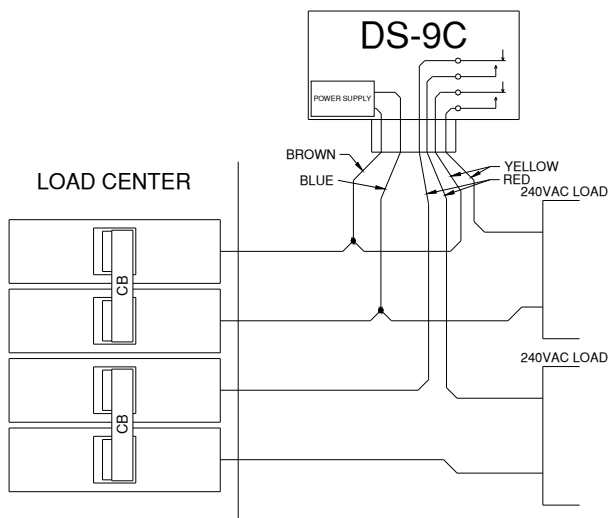 DS-9C
POWER SUPPLY
BROWN
YELLOW
BLUE
RED
LOAD CENTER
240VAC LOAD
CB
240VAC LOAD
CB